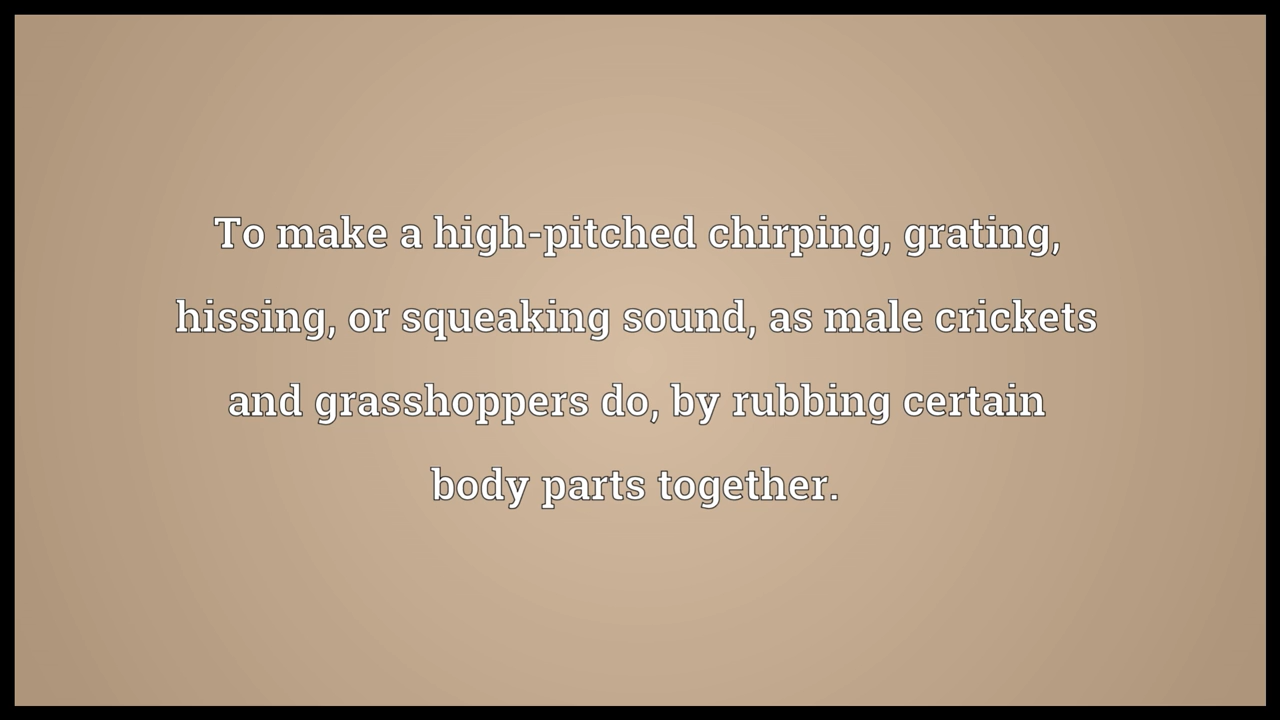 To make a high-pitched chirping, grating,
hissing, or squeaking sound, as male crickets
and grasshoppers do, by rubbing certain
body parts together.